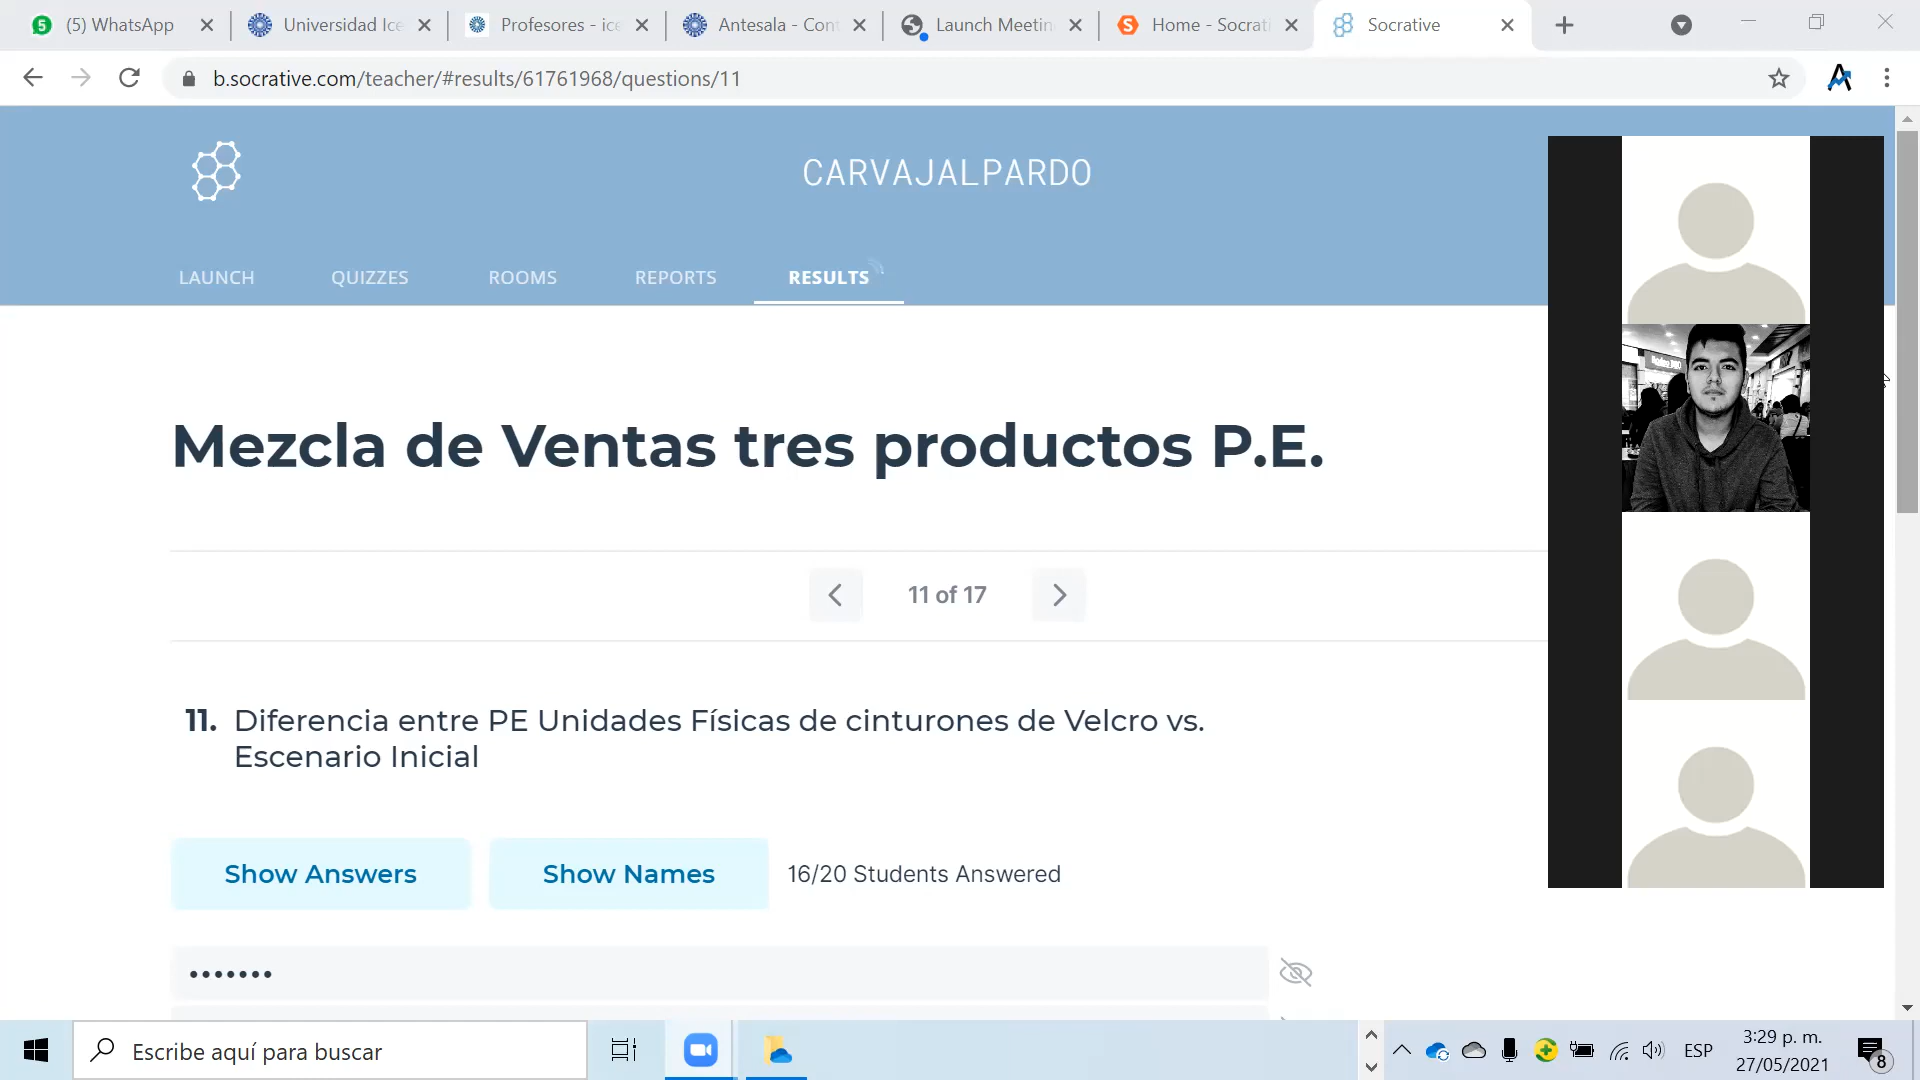 5
(5) WhatsApp
Universidad Ice
Profesores - ice
Antesala - Cont
Launch Meetin
S
Home - Socrati
Socrative
b.socrative.com/teacher/#results/61761968/questions/11
CARVAJALPARDO
LAUNCH
QUIZZES
ROOMS
REPORTS
RESULTS
Mezcla de Ventas tres productos P.E.
11 of 17
11. Diferencia entre PE Unidades Físicas de cinturones de Velcro vs.
Escenario Inicial
Show Answers
Show Names
16/20 Students Answered
•••••••
Escribe aquí para buscar
ESP
3:29 p. m.
27/05/2021
8